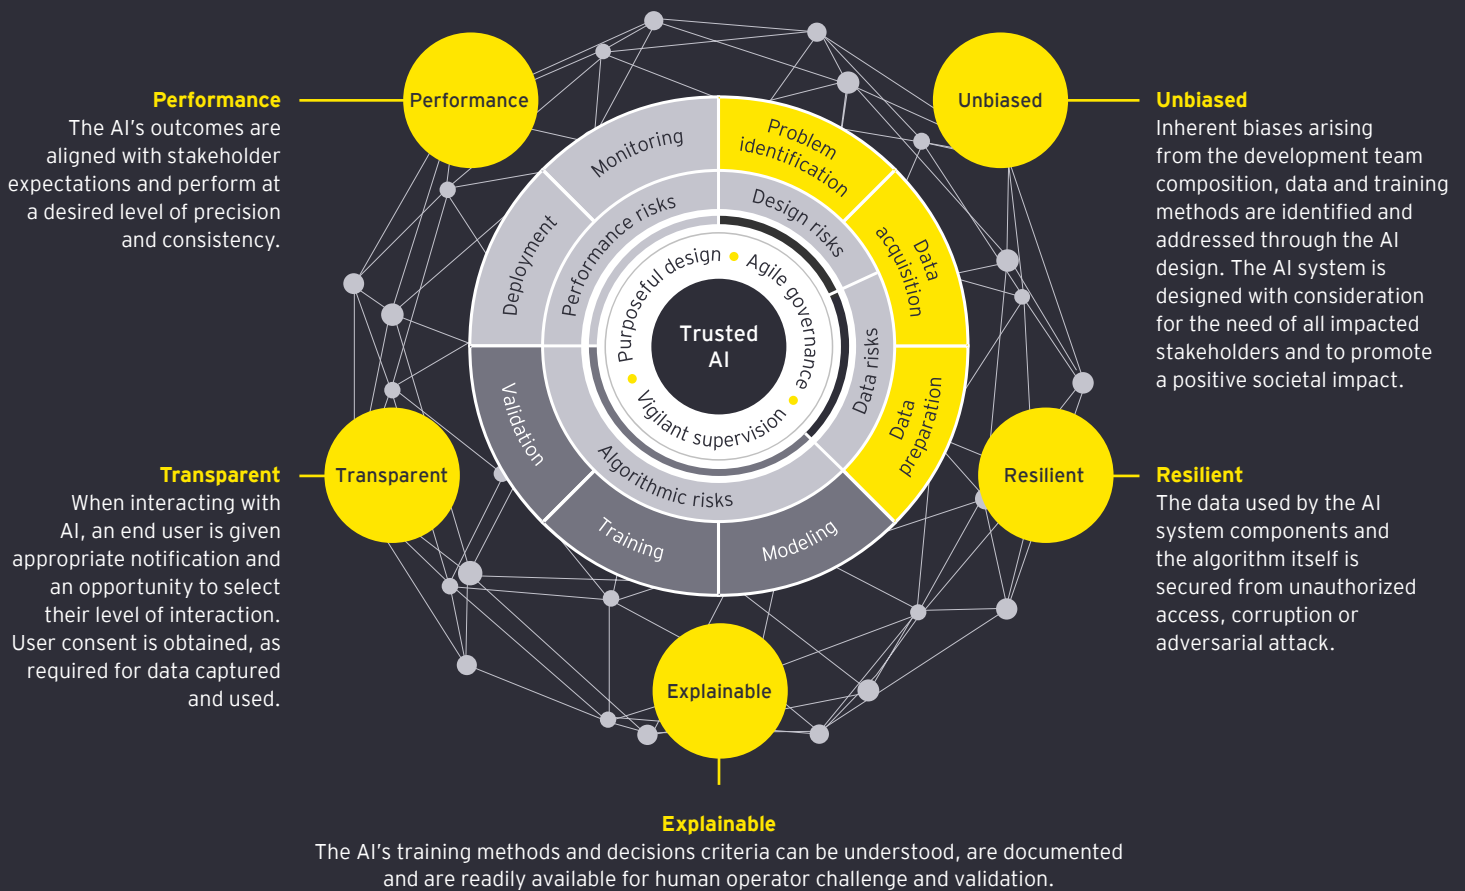 Performance
The AI’s outcomes are
aligned with stakeholder
expectations and perform at
a desired level of precision
and consistency.
Transparent
When interacting with
AI, an end user is given
appropriate notification and
an opportunity to select
their level of interaction.
User consent is obtained, as
required for data captured
and used.
Performance
Unbiased
Transparent
Resilient
Explainable
Monitoring
Problem
identification
Data
acquisition
Data
preparation
Modeling
Training
Validation
Deployment
Performance risks
Design risks
Data risks
Algorithmic risks
Purposeful design
Agile governance
Vigilant supervision
Trusted
AI
Unbiased
Inherent biases arising
from the development team
composition, data and training
methods are identified and
addressed through the AI
design. The AI system is
designed with consideration
for the need of all impacted
stakeholders and to promote
a positive societal impact.
Resilient
The data used by the AI
system components and
the algorithm itself is
secured from unauthorized
access, corruption or
adversarial attack.
Explainable
The AI’s training methods and decisions criteria can be understood, are documented
and are readily available for human operator challenge and validation.